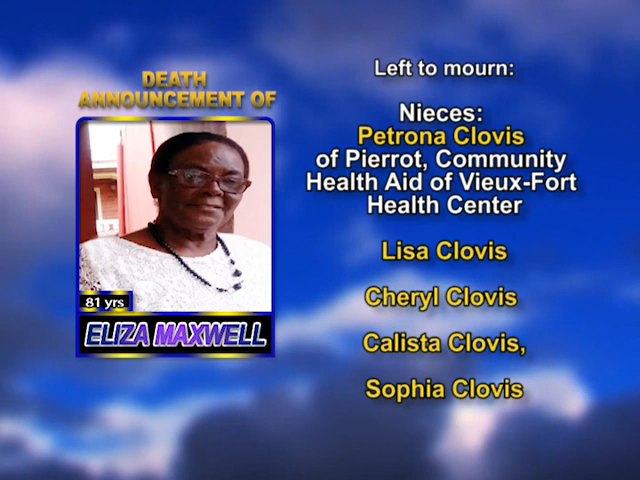 DEATH
ANNOUNCEMENT OF
81 yrs
ELIZA MAXWELL
Left to mourn:
Nieces:
Petrona Clovis
of Pierrot, Community
Health Aid of Vieux-Fort
Health Center
Lisa Clovis
Cheryl Clovis
Calista Clovis,
Sophia Clovis